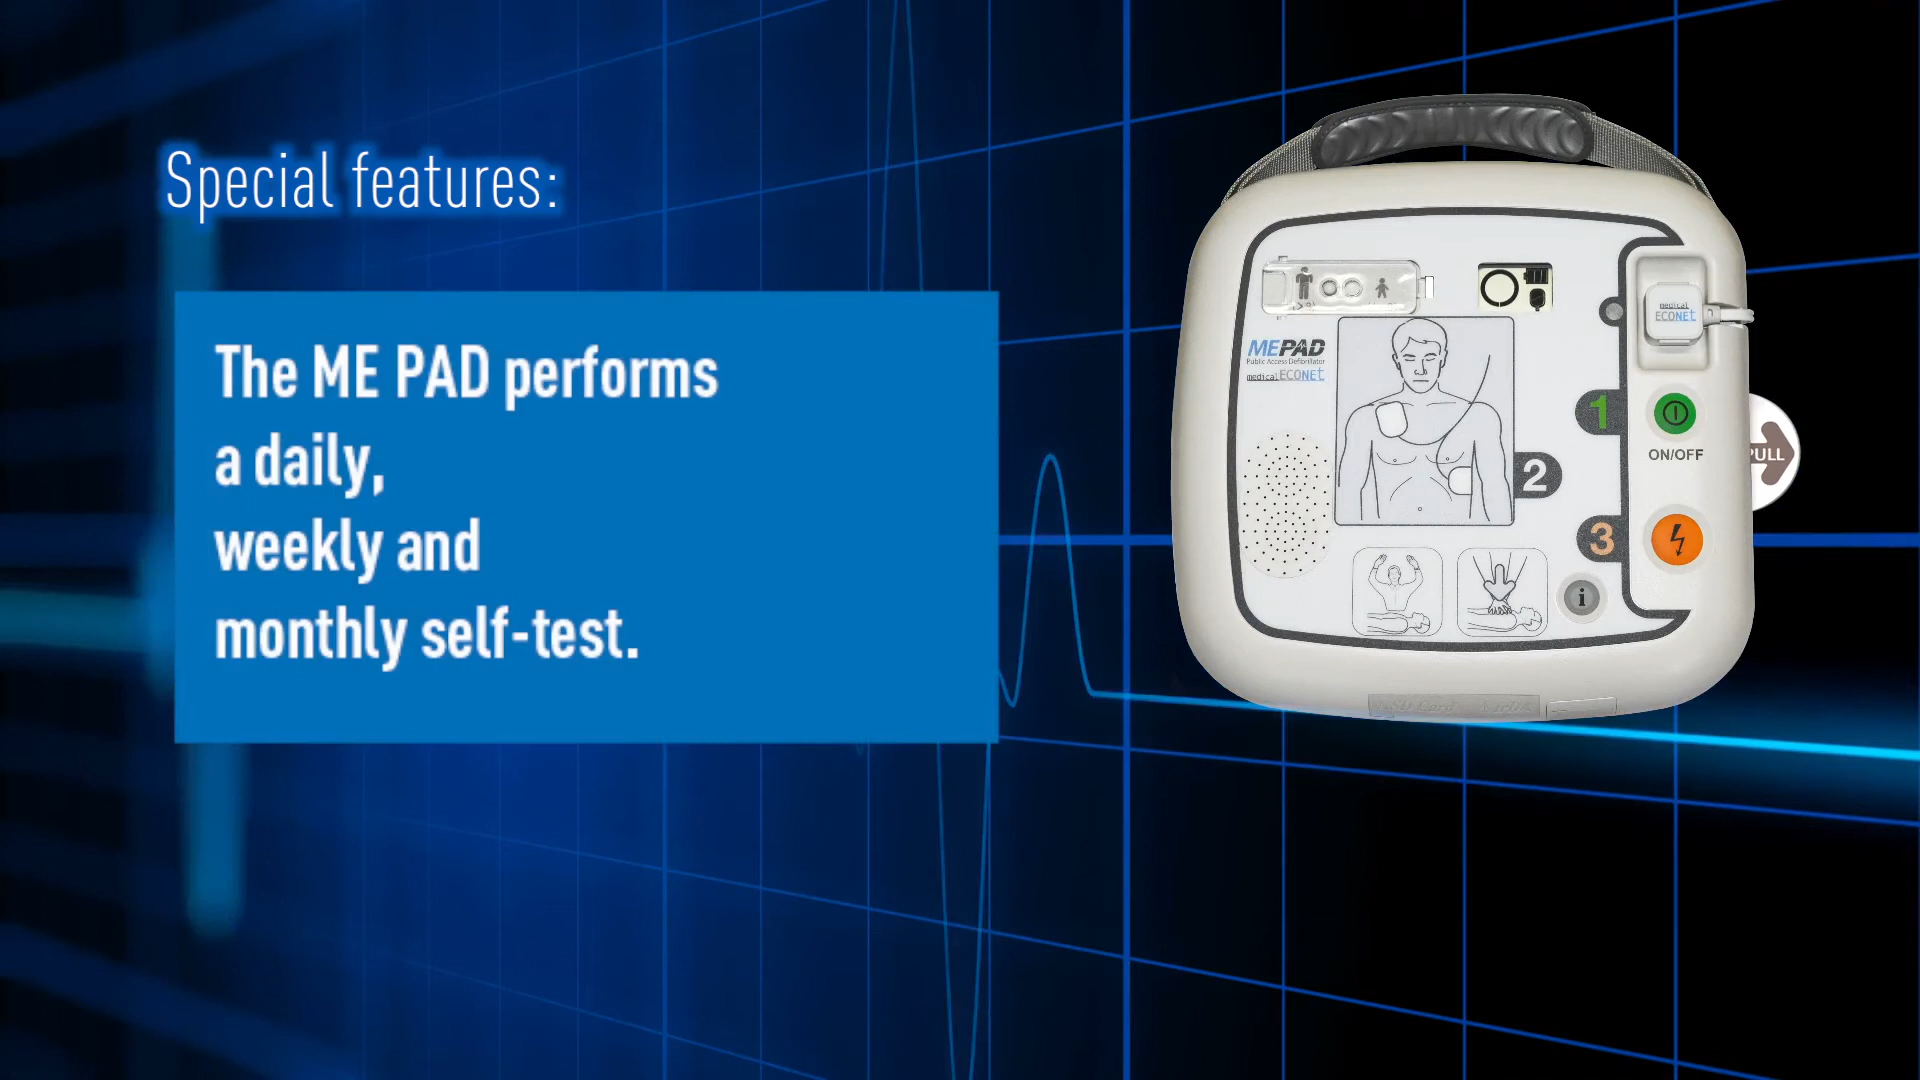 Special features:
The ME PAD performs
a daily,
weekly and
monthly self-test.
medical
ECONET
MEPAD
Public Access Defibrillator
medical ECONET
1
ON/OFF
PULL
2
3
i